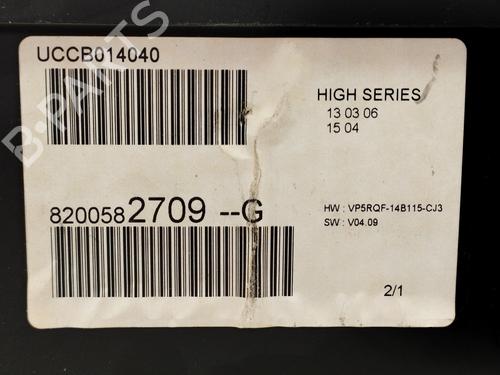 UCCB014040
HIGH SERIES
13 03 06
15 04
8200582709 --G
HW : VP5RQF-14B115-CJ3
SW : V04.09
2/1
B-PARTS